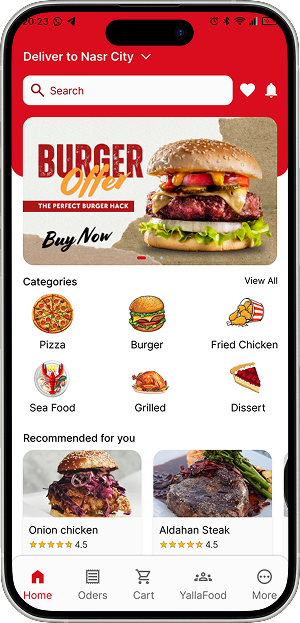 20:23
Deliver to Nasr City
Search
BURGER
Offer
THE PERFECT BURGER HACK
Buy Now
Categories
View All
Pizza
Burger
Fried Chicken
Sea Food
Grilled
Dissert
Recommended for you
Onion chicken
4.5
Aldahan Steak
4.5
Home
Oders
Cart
YallaFood
More